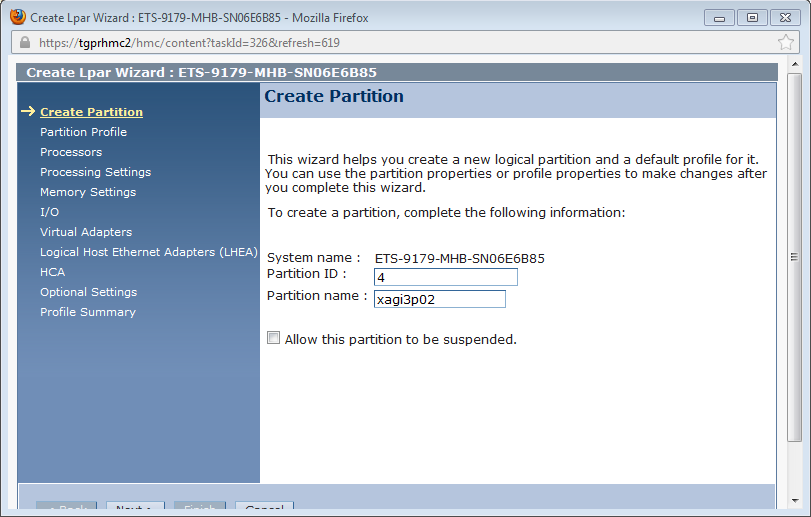 Create Lpar Wizard : ETS-9179-MHB-SN06E6B85 - Mozilla Firefox
https://tgprhmc2/hmc/content?taskId=326&refresh=619
Create Lpar Wizard : ETS-9179-MHB-SN06E6B85
Create Partition
Partition Profile
Processors
Processing Settings
Memory Settings
I/O
Virtual Adapters
Logical Host Ethernet Adapters (LHEA)
HCA
Optional Settings
Profile Summary
Create Partition
This wizard helps you create a new logical partition and a default profile for it.
You can use the partition properties or profile properties to make changes after
you complete this wizard.
To create a partition, complete the following information:
System name : ETS-9179-MHB-SN06E6B85
Partition ID : 4
Partition name : xagi3p02
Allow this partition to be suspended.
< Back Next > Finish Cancel